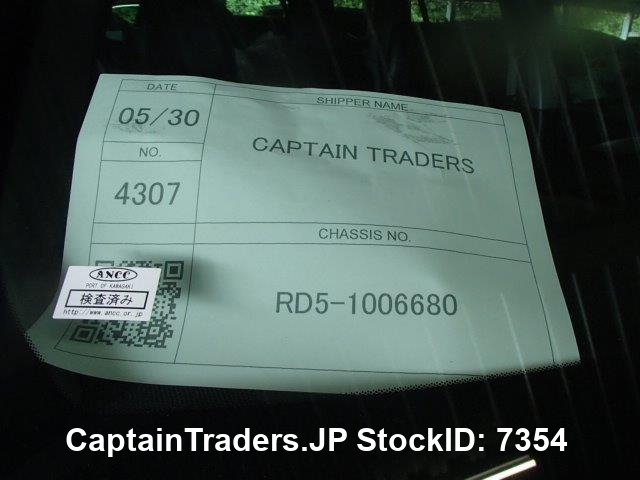 DATE
SHIPPER NAME
05/30
CAPTAIN TRADERS
NO.
4307
CHASSIS NO.
RD5-1006680
ANCC
PORT OF KAWASAKI
検査済み
http://www.ancc.or.jp
CaptainTraders.JP StockID: 7354